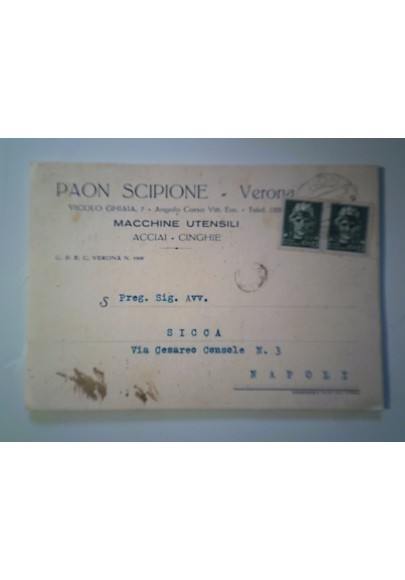 PAON SCIPIONE - Verona
VICOLO GHIAIA, 7 - Angolo Corso Vitt. Em. - Telef.
MACCHINE UTENSILI
ACCIAI - CINGHIE
C. P. E. C. VERONA N.
S Preg. Sig. Avv.
SICCA
Via Cesareo Console N. 3
NAPOLI